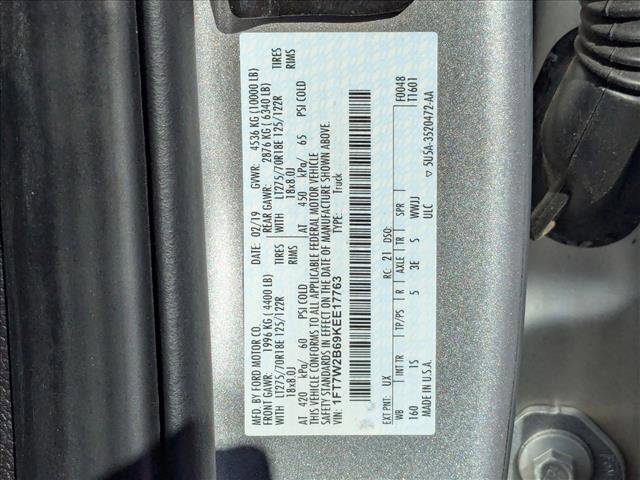 MFD. BY FORD MOTOR CO.
DATE: 02/19 GVWR: 4536 KG (10000 LB)
FRONT GAWR: 1996 KG (4400 LB) REAR GAWR: 2876 KG (6340 LB)
WITH LT275/70R18E 125/122R TIRES WITH LT275/70R18E 125/122R TIRES
18x8.0J RIMS 18x8.0J RIMS
AT 420 kPa/ 60 PSI COLD AT 450 kPa/ 65 PSI COLD
THIS VEHICLE CONFORMS TO ALL APPLICABLE FEDERAL MOTOR VEHICLE
SAFETY STANDARDS IN EFFECT ON THE DATE OF MANUFACTURE SHOWN ABOVE.
VIN: 1FT7W2B69KEE17763 Truck
F0048
T1601
EXT PNT: UX RC: 21 DSO:
WB INT TR TP/PS R AXLE TR SPR
160 1S 5 3E S WWJJ
MADE IN U.S.A. ULC ▽ 5U5A-3520472-AA